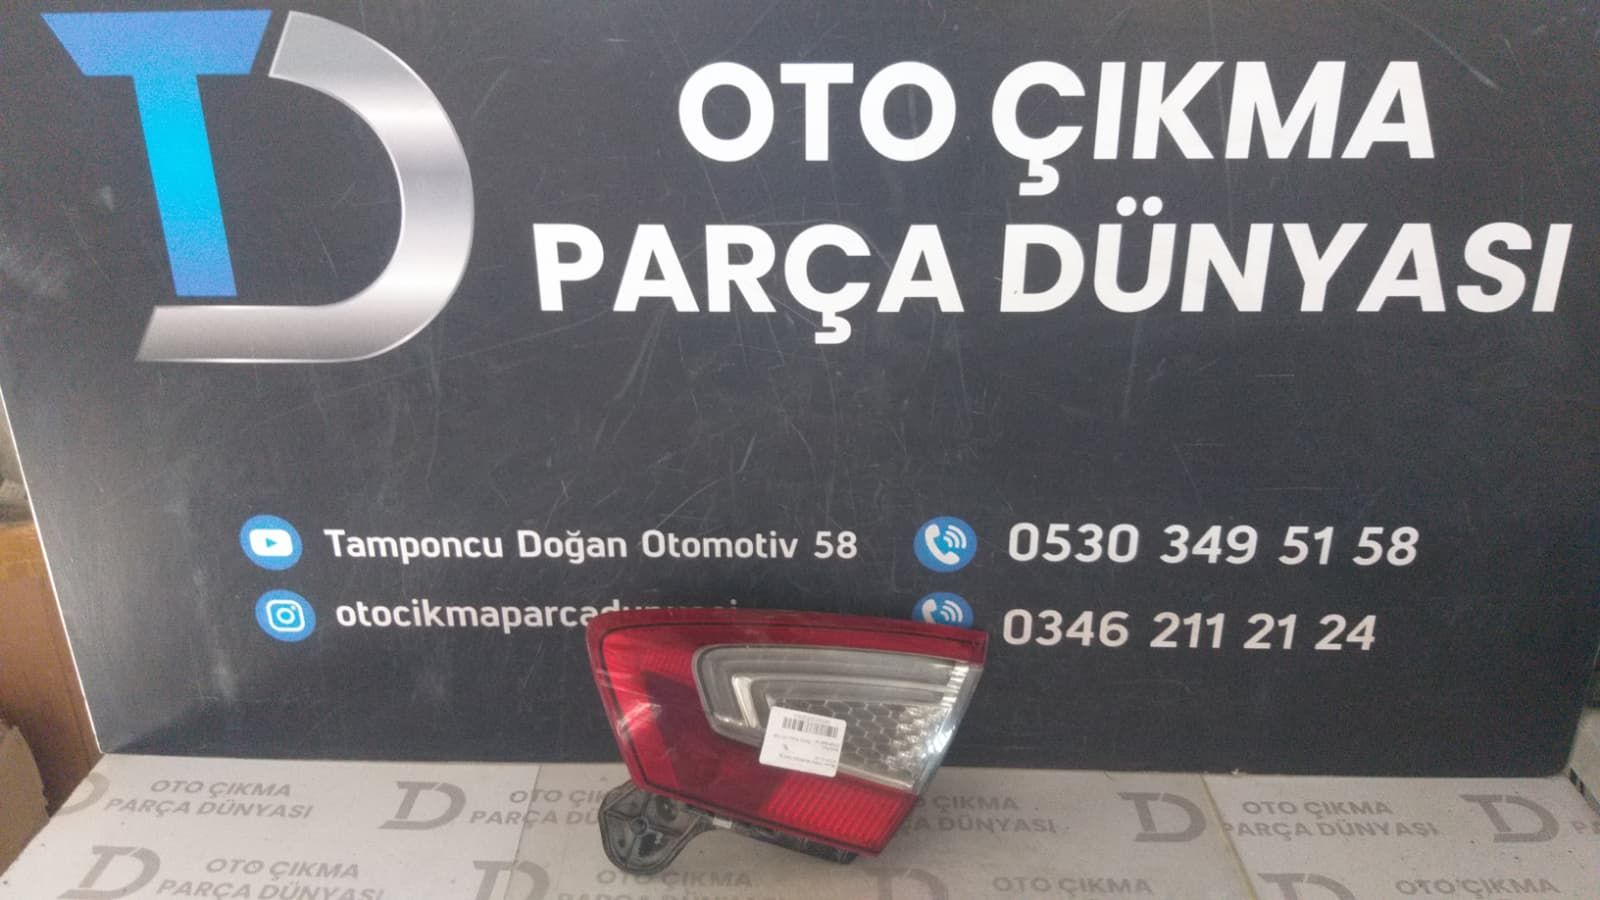 TD
OTO ÇIKMA
PARÇA DÜNYASI
Tamponcu Doğan Otomotiv 58
0530 349 51 58
0346 211 21 24
OTO ÇIKMA
PARÇA DÜNYASI
OTO ÇIKMA
PARÇA DÜNYASI
OTO ÇIKMA
PARÇA DÜNYASI
OTO ÇIKMA
PARÇA DÜNYASI
OTO ÇIKMA
OTO ÇIKMA
OTO ÇIKMA